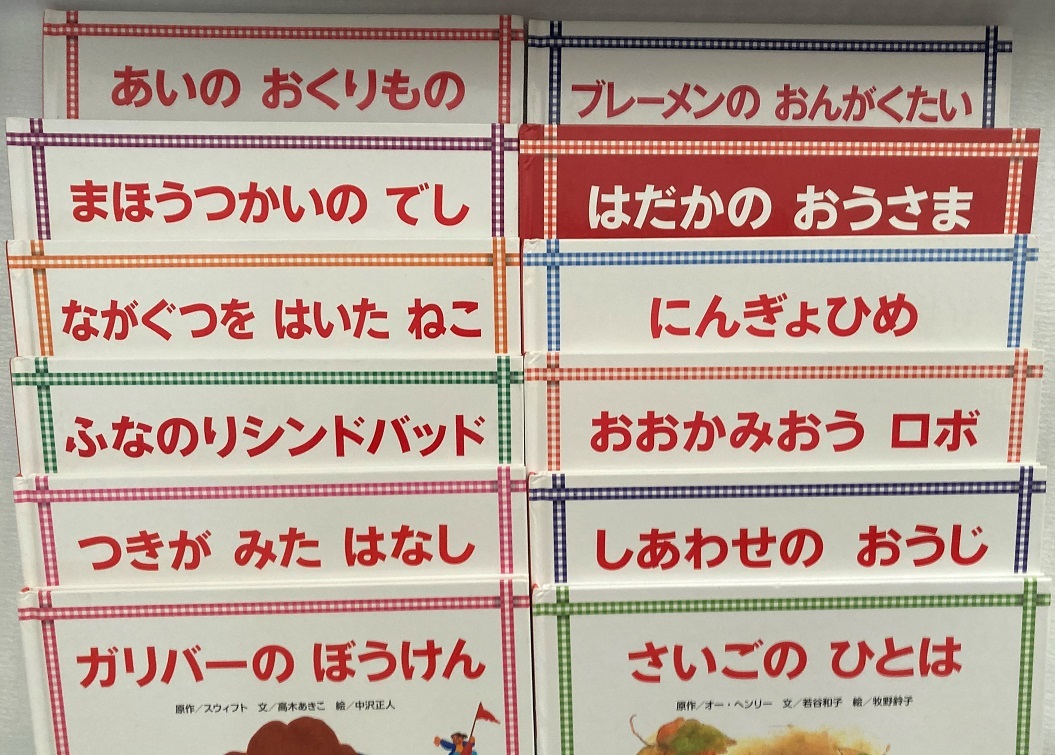 あいの おくりもの
まほうつかいの でし
ながぐつを はいた ねこ
ふなのりシンドバッド
つきが みた はなし
ガリバーの ぼうけん
原作／スウィフト 文／高木あきこ 絵／中沢正人
ブレーメンの おんがくたい
はだかの おうさま
にんぎょひめ
おおかみおう ロボ
しあわせの おうじ
さいごの ひとは
原作／オー・ヘンリー 文／若谷和子 絵／牧野鈴子